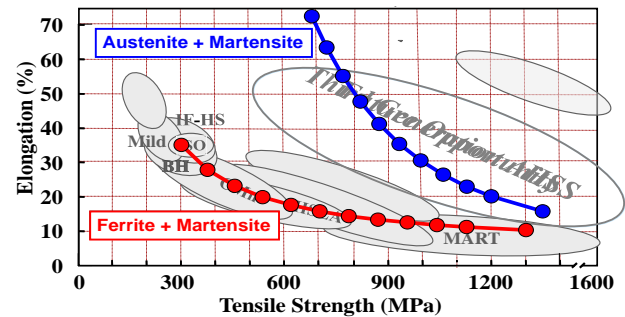 70
60
50
40
30
20
10
0
Elongation (%)
Austenite + Martensite
IF-HS
Mild
BH
Ferrite + Martensite
MART
0
300
600
900
1200
1600
Tensile Strength (MPa)